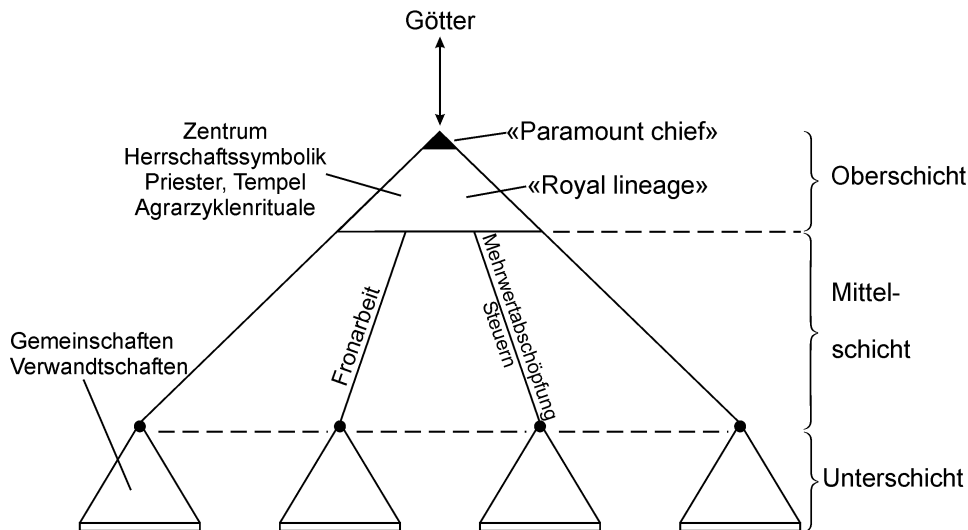 Götter
Zentrum
Herrschaftssymbolik
Priester, Tempel
Agrarzyklenrituale
«Paramount chief»
«Royal lineage»
Oberschicht
Fronarbeit
Mehrwertabschöpfung
Steuern
Mittel-
schicht
Gemeinschaften
Verwandtschaften
Unterschicht